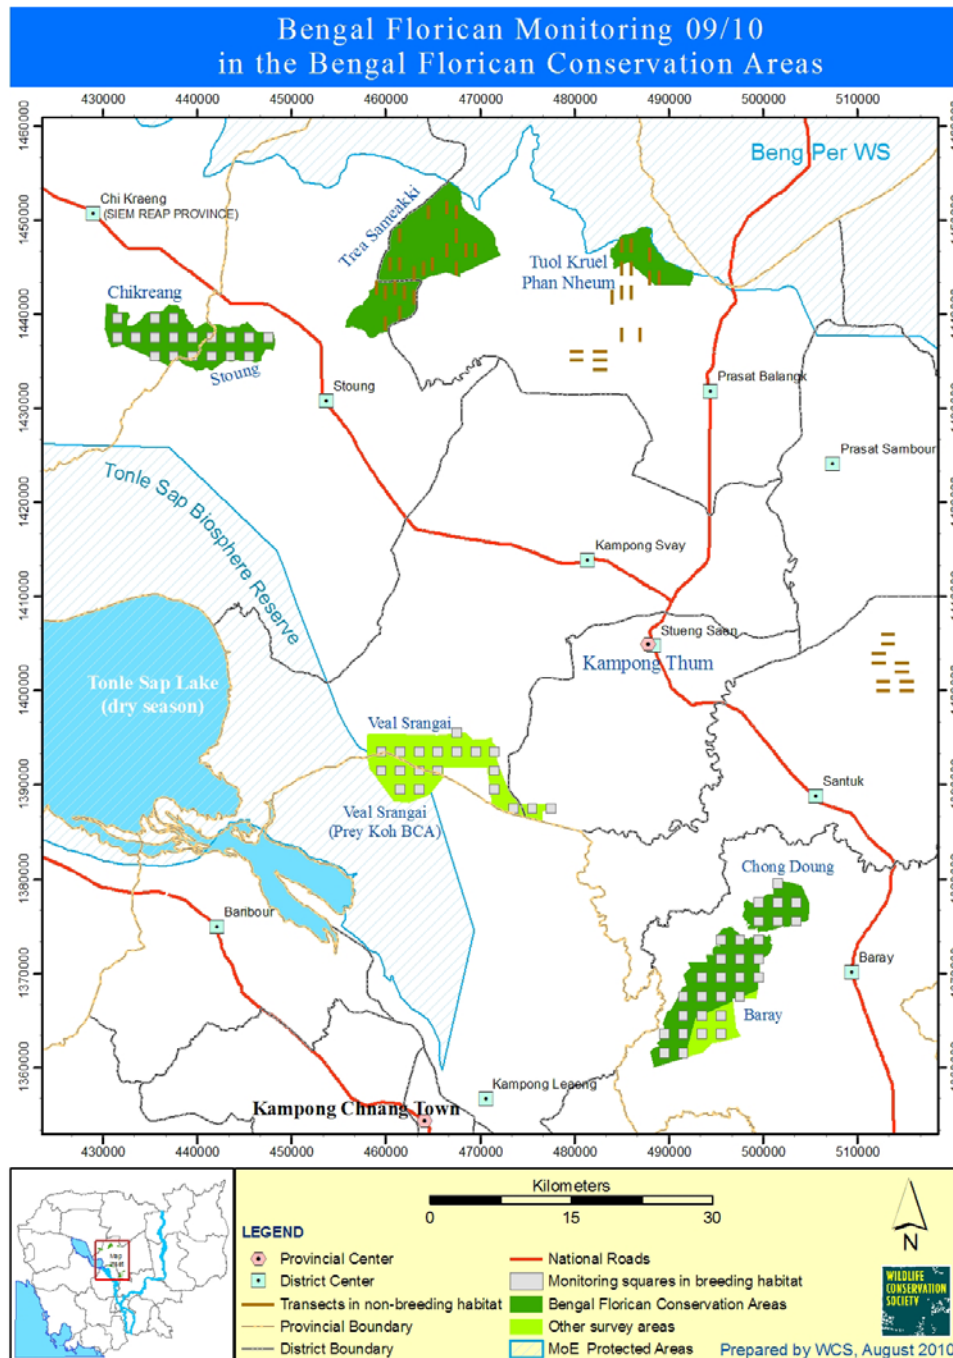 Bengal Florican Monitoring 09/10
in the Bengal Florican Conservation Areas
430000 440000 450000 460000 470000 480000 490000 500000 510000
1460000
1450000
1440000
1430000
1420000
1410000
1400000
1390000
1380000
1370000
1360000
Beng Per WS
Chi Kraeng
(SIEM REAP PROVINCE)
Trea Sameakki
Tuol Kruel
Phan Nheum
Chikreang
Stoung
Stoung
Prasat Balangk
Prasat Sambour
Tonle Sap Biosphere Reserve
Kampong Svay
Stueng Saen
Kampong Thum
Tonle Sap Lake
(dry season)
Veal Srangai
Santuk
Veal Srangai
(Prey Koh BCA)
Chong Doung
Baribour
Baray
Baray
Kampong Leaeng
Kampong Chnang Town
430000 440000 450000 460000 470000 480000 490000 500000 510000
Kilometers
0 15 30
N
LEGEND
Provincial Center
District Center
Transects in non-breeding habitat
Provincial Boundary
District Boundary
National Roads
Monitoring squares in breeding habitat
Bengal Florican Conservation Areas
Other survey areas
MoE Protected Areas
WILDLIFE
CONSERVATION
SOCIETY
Prepared by WCS, August 2010